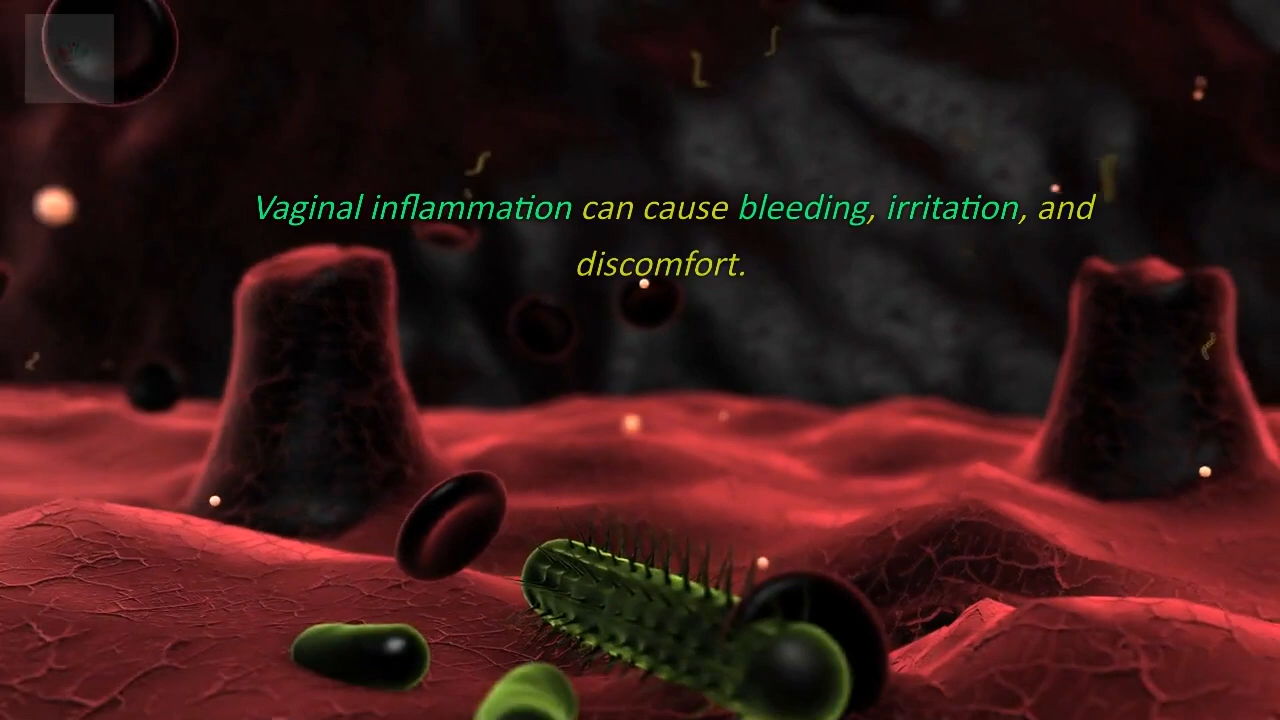 Vaginal inflammation can cause bleeding, irritation, and
discomfort.